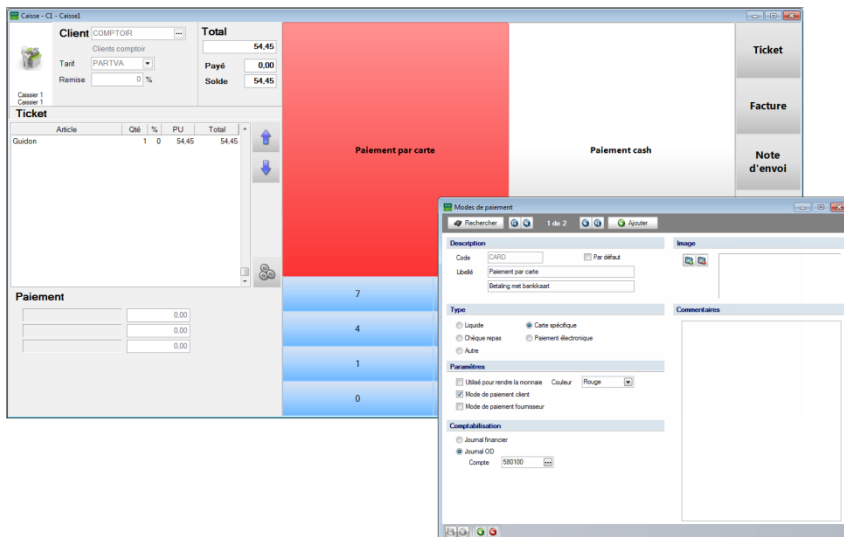 Caisse - C1 - Caisse1
Client COMPTOIR ...
Clients comptoir
Tarif PARTVA
Remise 0 %
Caissier 1
Caissier 1
Total
54,45
Payé 0,00
Solde 54,45
Ticket
Article Qté % PU Total
Guidon 1 0 54,45 54,45
Paiement
0,00
0,00
0,00
Paiement par carte
Paiement cash
7
4
1
0
Ticket
Facture
Note
d'envoi
Modes de paiement
Rechercher 1 de 2 Ajouter
Description
Code CARD Par défaut
Libellé Paiement par carte
Betaling met bankkaart
Image
Type
Liquide Carte spécifique
Chèque repas Paiement électronique
Autre
Commentaires
Paramètres
Utilisé pour rendre la monnaie Couleur Rouge
Mode de paiement client
Mode de paiement fournisseur
Comptabilisation
Journal financier
Journal OD
Compte 580100 ...